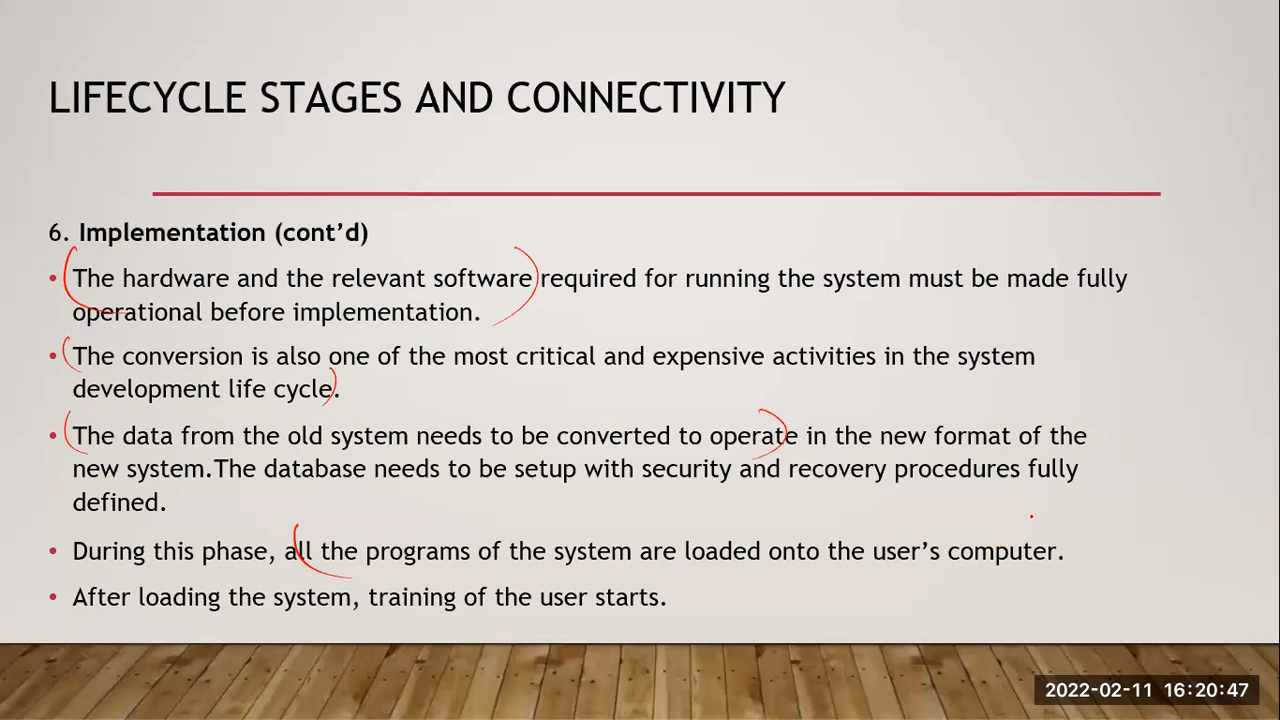 LIFECYCLE STAGES AND CONNECTIVITY
6. Implementation (cont’d)
• The hardware and the relevant software required for running the system must be made fully
operational before implementation.
• The conversion is also one of the most critical and expensive activities in the system
development life cycle.
• The data from the old system needs to be converted to operate in the new format of the
new system.The database needs to be setup with security and recovery procedures fully
defined.
• During this phase, all the programs of the system are loaded onto the user’s computer.
• After loading the system, training of the user starts.
2022-02-11 16:20:47